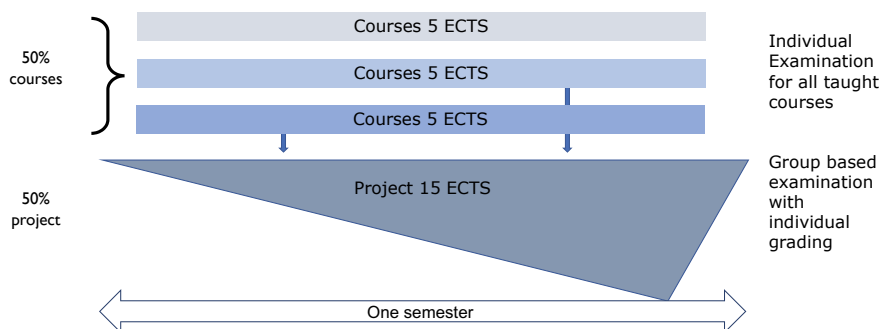 Courses 5 ECTS
50%
courses
Courses 5 ECTS
Courses 5 ECTS
Individual
Examination
for all taught
courses
50%
project
Project 15 ECTS
Group based
examination
with
individual
grading
One semester